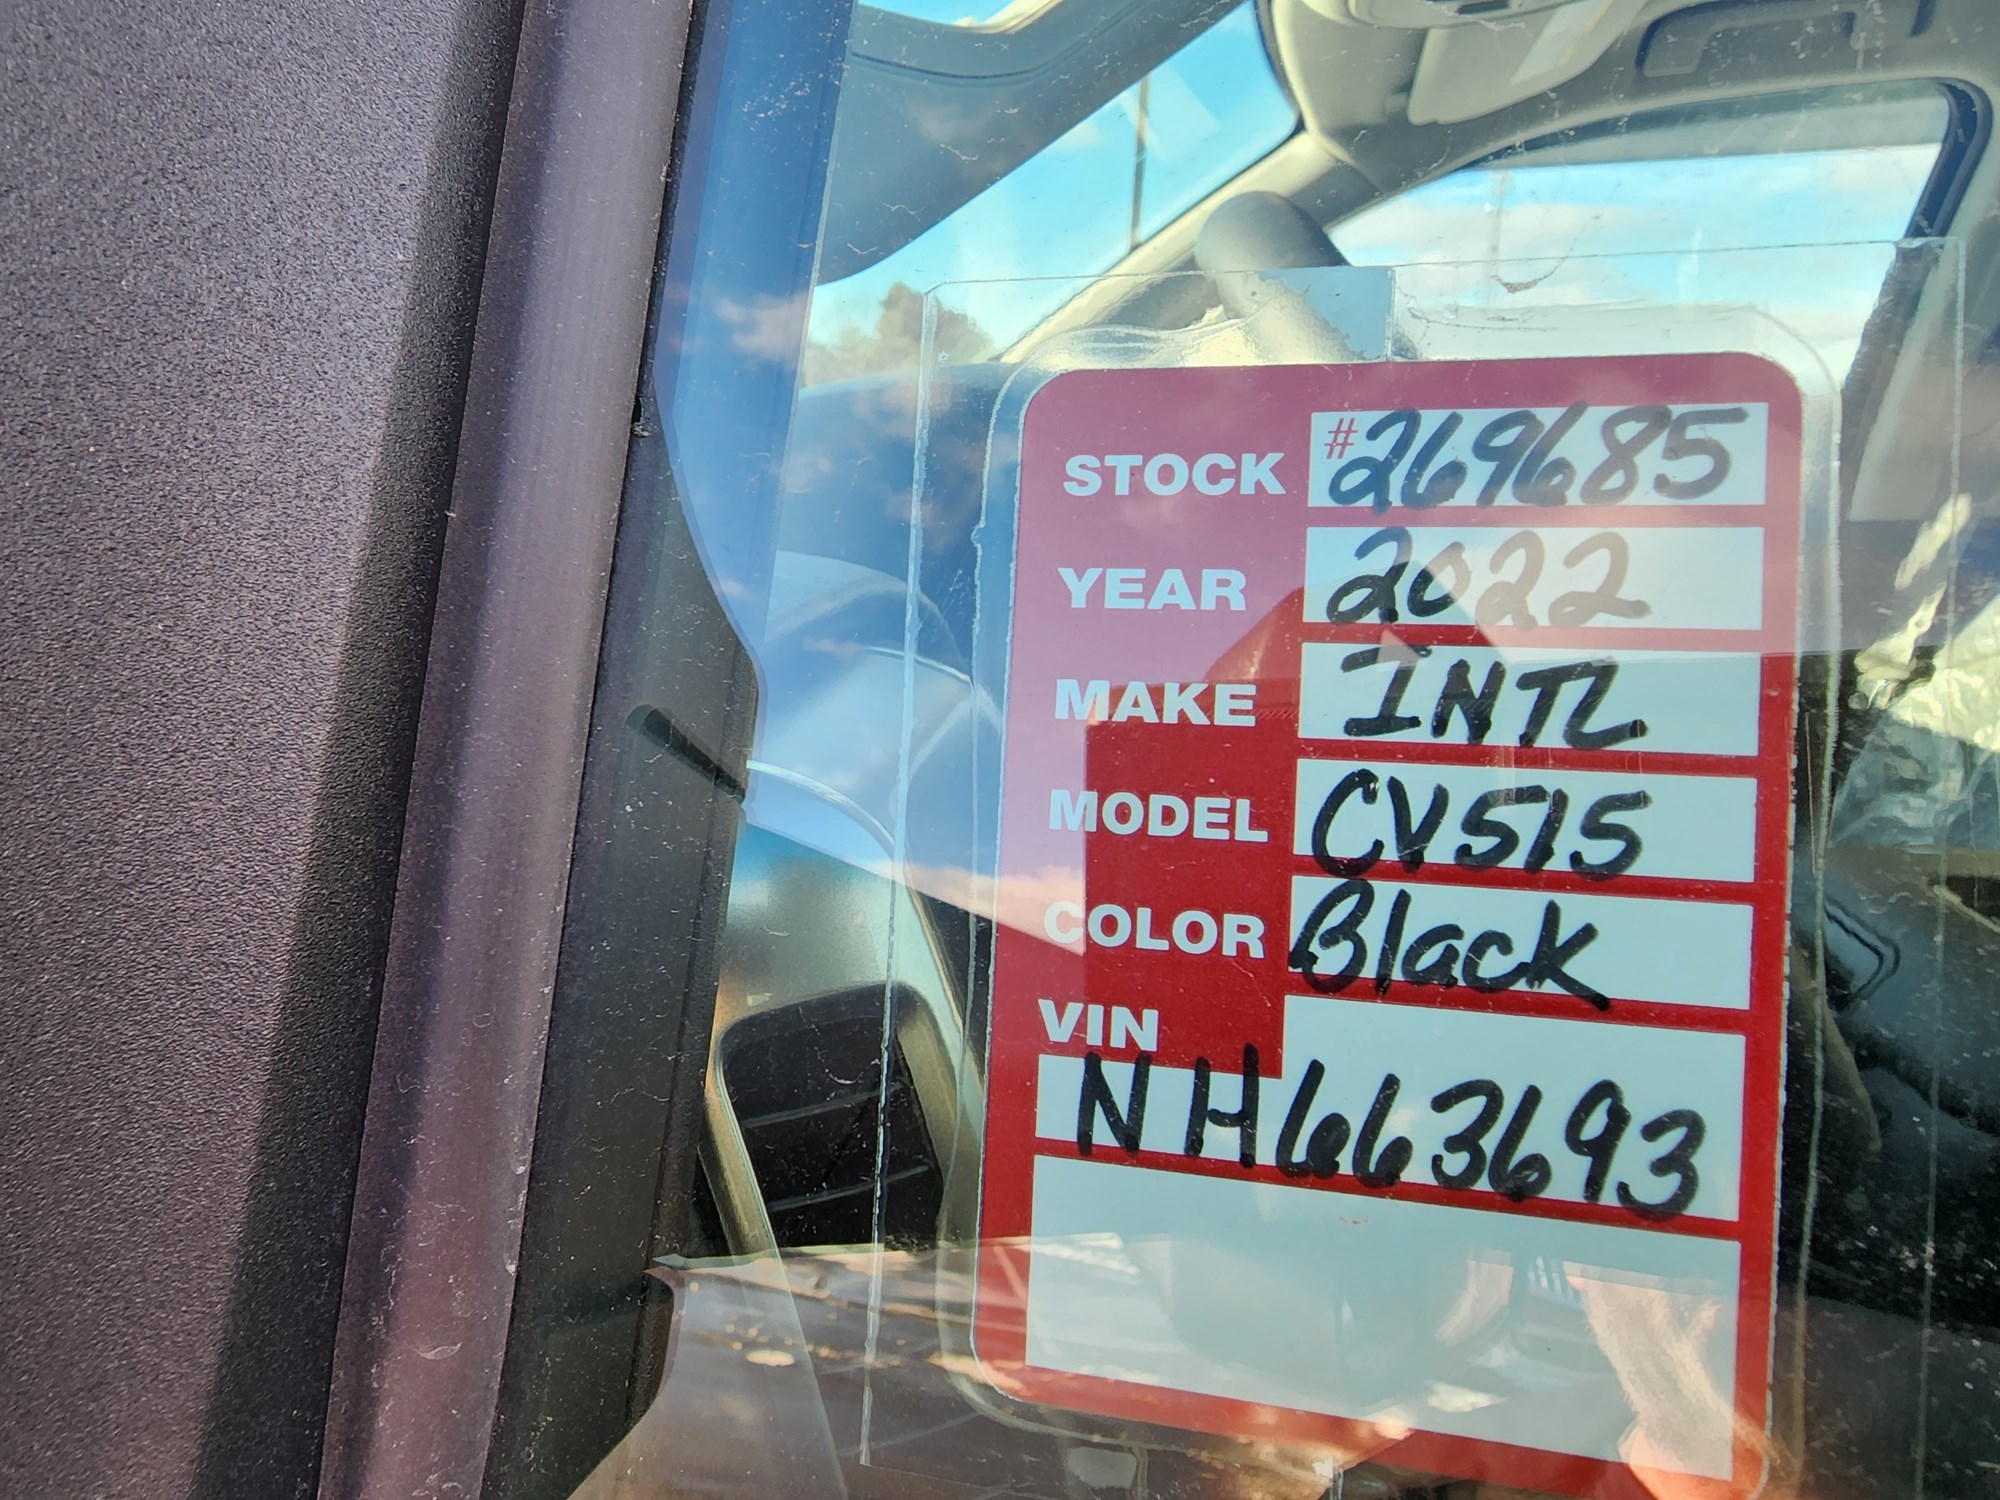 STOCK #269685
YEAR 2022
MAKE INTL
MODEL CV515
COLOR Black
VIN
NH663693